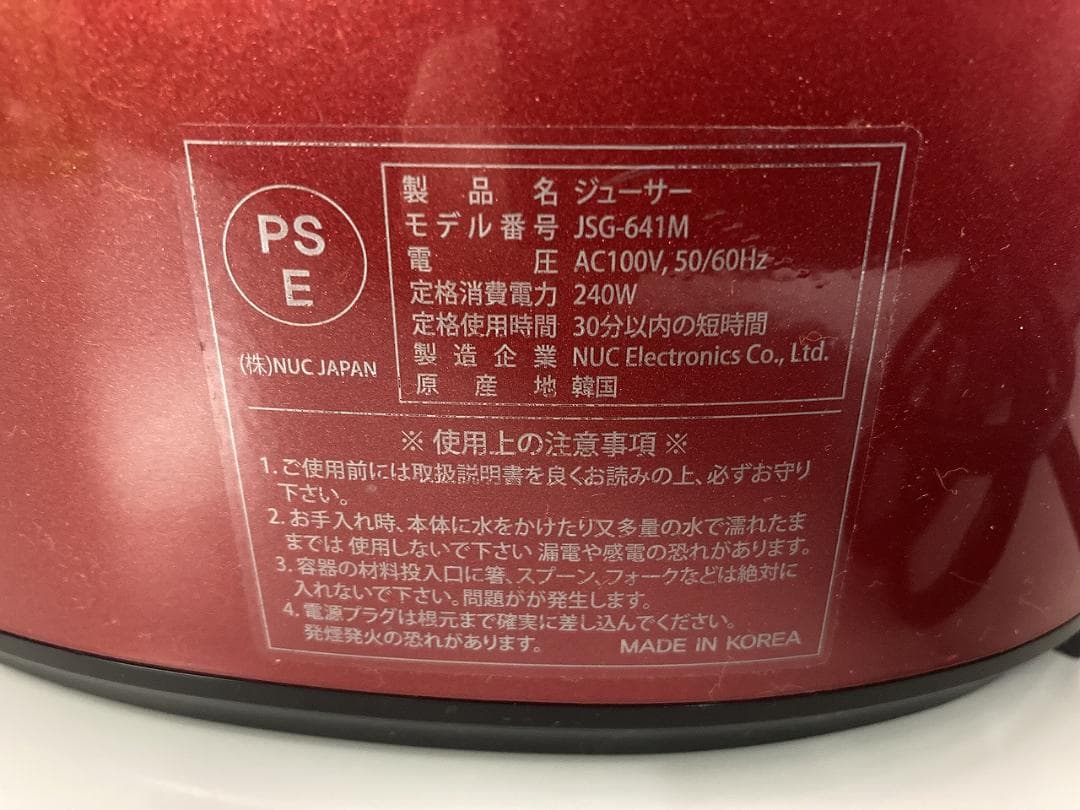 PS
E
(株)NUC JAPAN
製品名 ジューサー
モデル番号 JSG-641M
電圧 AC100V, 50/60Hz
定格消費電力 240W
定格使用時間 30分以内の短時間
製造企業 NUC Electronics Co., Ltd.
原産地 韓国
※ 使用上の注意事項 ※
1. ご使用前には取扱説明書を良くお読みの上、必ずお守り
下さい。
2. お手入れ時、本体に水をかけたり又多量の水で濡れたま
までは 使用しないで下さい 漏電や感電の恐れがあります。
3. 容器の材料投入口に箸、スプーン、フォークなどは絶対に
入れないで下さい。問題がが発生します。
4. 電源プラグは根元まで確実に差し込んでください。
発煙発火の恐れがあります。
MADE IN KOREA